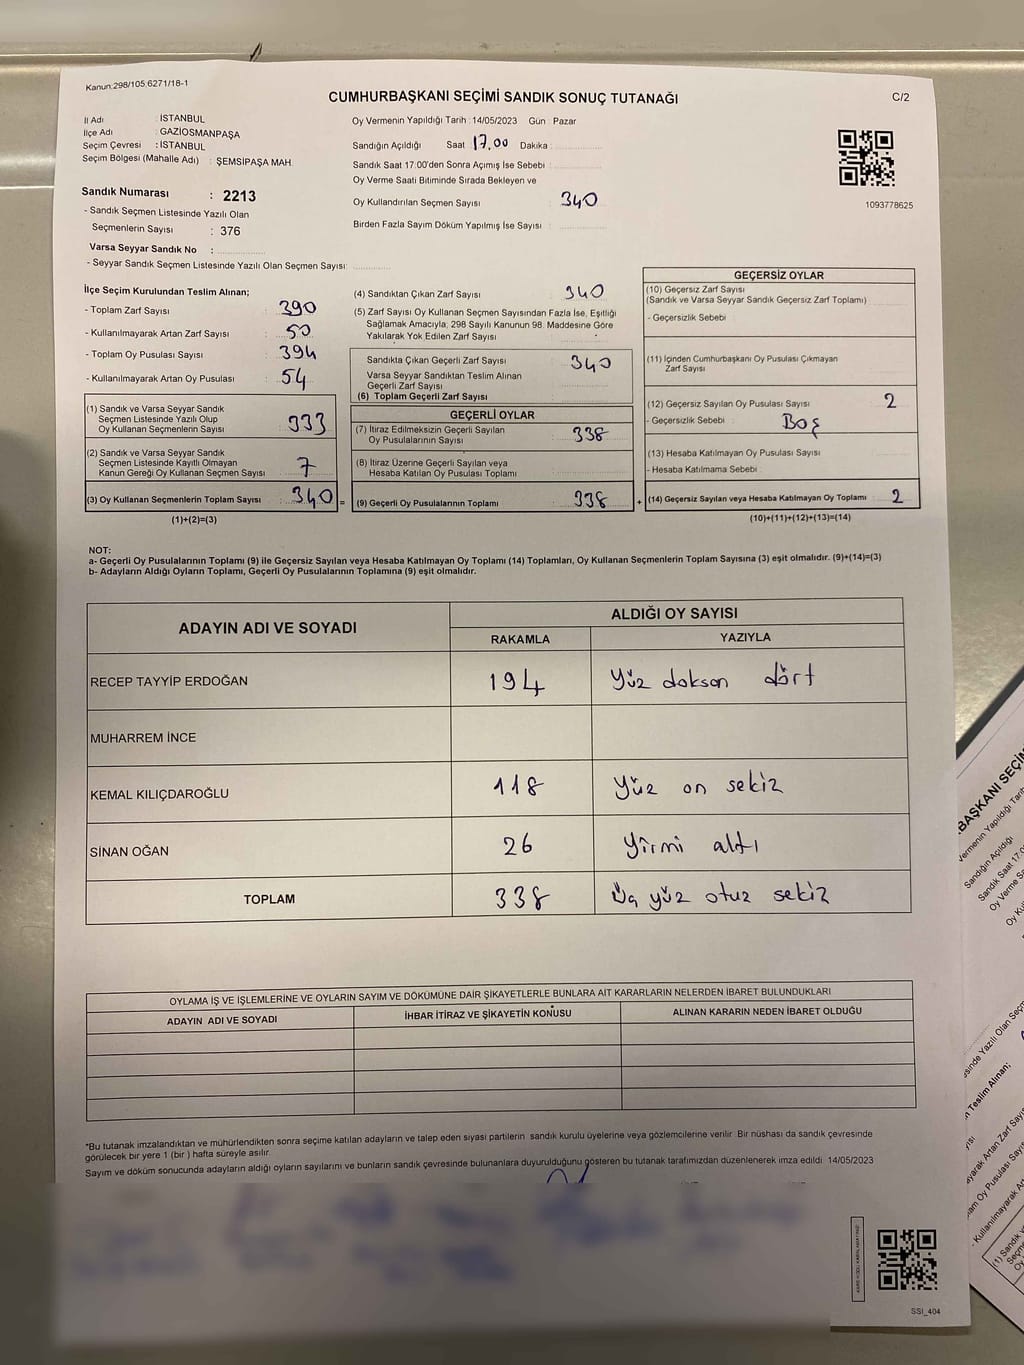 Kanun:298/105;6271/18-1
CUMHURBAŞKANI SEÇİMİ SANDIK SONUÇ TUTANAĞI
C/2
İl Adı : İSTANBUL
İlçe Adı : GAZİOSMANPAŞA
Seçim Çevresi : İSTANBUL
Seçim Bölgesi (Mahalle Adı) : ŞEMSİPAŞA MAH.
Sandık Numarası : 2213
- Sandık Seçmen Listesinde Yazılı Olan
Seçmenlerin Sayısı : 376
Varsa Seyyar Sandık No :
- Seyyar Sandık Seçmen Listesinde Yazılı Olan Seçmen Sayısı:
Oy Vermenin Yapıldığı Tarih :14/05/2023 Gün : Pazar
Sandığın Açıldığı Saat 17.00 Dakika :
Sandık Saat 17:00'den Sonra Açımış İse Sebebi :
Oy Verme Saati Bitiminde Sırada Bekleyen ve
Oy Kullandırılan Seçmen Sayısı : 340
Birden Fazla Sayım Döküm Yapılmış İse Sayısı :
1093778625
İlçe Seçim Kurulundan Teslim Alınan;
- Toplam Zarf Sayısı : 390
- Kullanılmayarak Artan Zarf Sayısı : 50
- Toplam Oy Pusulası Sayısı : 394
- Kullanılmayarak Artan Oy Pusulası : 54
(1) Sandık ve Varsa Seyyar Sandık
Seçmen Listesinde Yazılı Olup
Oy Kullanan Seçmenlerin Sayısı : 333
(2) Sandık ve Varsa Seyyar Sandık
Seçmen Listesinde Kayıtlı Olmayan
Kanun Gereği Oy Kullanan Seçmen Sayısı : 7
(3) Oy Kullanan Seçmenlerin Toplam Sayısı : 340 =
(1)+(2)=(3)
(4) Sandıktan Çıkan Zarf Sayısı : 340
(5) Zarf Sayısı Oy Kullanan Seçmen Sayısından Fazla İse, Eşitliği
Sağlamak Amacıyla, 298 Sayılı Kanunun 98. Maddesine Göre
Yakılarak Yok Edilen Zarf Sayısı :
Sandıkta Çıkan Geçerli Zarf Sayısı : 340
Varsa Seyyar Sandıktan Teslim Alınan
Geçerli Zarf Sayısı :
(6) Toplam Geçerli Zarf Sayısı :
GEÇERLİ OYLAR
(7) İtiraz Edilmeksizin Geçerli Sayılan
Oy Pusulalarının Sayısı : 338
(8) İtiraz Üzerine Geçerli Sayılan veya
Hesaba Katılan Oy Pusulası Toplamı :
(9) Geçerli Oy Pusulalarının Toplamı : 338 +
GEÇERSİZ OYLAR
(10) Geçersiz Zarf Sayısı
(Sandık ve Varsa Seyyar Sandık Geçersiz Zarf Toplamı) :
- Geçersizlik Sebebi :
(11) İçinden Cumhurbaşkanı Oy Pusulası Çıkmayan
Zarf Sayısı :
(12) Geçersiz Sayılan Oy Pusulası Sayısı : 2
- Geçersizlik Sebebi : Boş
(13) Hesaba Katılmayan Oy Pusulası Sayısı :
- Hesaba Katılmama Sebebi :
(14) Geçersiz Sayılan veya Hesaba Katılmayan Oy Toplamı : 2
(10)+(11)+(12)+(13)=(14)
NOT:
a- Geçerli Oy Pusulalarının Toplamı (9) ile Geçersiz Sayılan veya Hesaba Katılmayan Oy Toplamı (14) Toplamları, Oy Kullanan Seçmenlerin Toplam Sayısına (3) eşit olmalıdır. (9)+(14)=(3)
b- Adayların Aldığı Oyların Toplamı, Geçerli Oy Pusulalarının Toplamına (9) eşit olmalıdır.
ADAYIN ADI VE SOYADI
ALDIĞI OY SAYISI
RAKAMLA YAZIYLA
RECEP TAYYİP ERDOĞAN 194 Yüz doksan dört
MUHARREM İNCE
KEMAL KILIÇDAROĞLU 118 Yüz on sekiz
SİNAN OĞAN 26 Yirmi altı
TOPLAM 338 Üç yüz otuz sekiz
OYLAMA İŞ VE İŞLEMLERİNE VE OYLARIN SAYIM VE DÖKÜMÜNE DAİR ŞİKAYETLERLE BUNLARA AİT KARARLARIN NELERDEN İBARET BULUNDUKLARI
ADAYIN ADI VE SOYADI İHBAR İTİRAZ VE ŞİKAYETİN KONUSU ALINAN KARARIN NEDEN İBARET OLDUĞU
*Bu tutanak imzalandıktan ve mühürlendikten sonra seçime katılan adayların ve talep eden siyasi partilerin sandık kurulu üyelerine veya gözlemcilerine verilir. Bir nüshası da sandık çevresinde
görülecek bir yere 1 (bir ) hafta süreyle asılır.
Sayım ve döküm sonucunda adayların aldığı oyların sayılarını ve bunların sandık çevresinde bulunanlara duyurulduğunu gösteren bu tutanak tarafımızdan düzenlenerek imza edildi. 14/05/2023
SSI_404